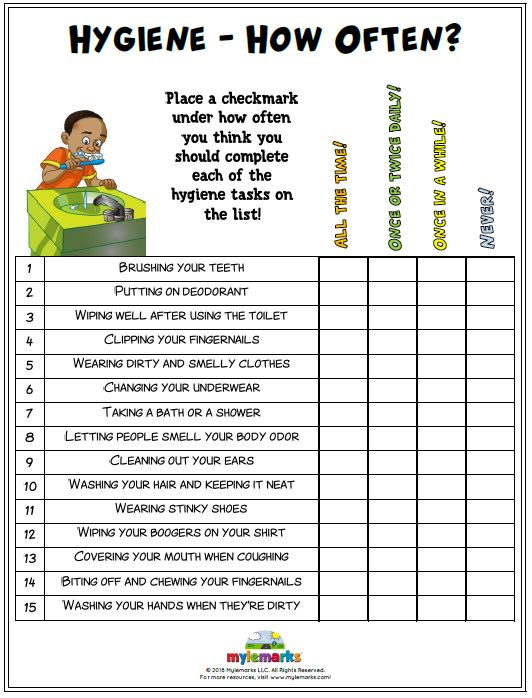 Hygiene - How Often?
Place a checkmark
under how often
you think you
should complete
each of the
hygiene tasks on
the list!
All the time!
Once or twice daily!
Once in a while!
Never!
1 Brushing your teeth
2 Putting on deodorant
3 Wiping well after using the toilet
4 Clipping your fingernails
5 Wearing dirty and smelly clothes
6 Changing your underwear
7 Taking a bath or a shower
8 Letting people smell your body odor
9 Cleaning out your ears
10 Washing your hair and keeping it neat
11 Wearing stinky shoes
12 Wiping your boogers on your shirt
13 Covering your mouth when coughing
14 Biting off and chewing your fingernails
15 Washing your hands when they're dirty
mylemarks
© 2018 Mylemarks LLC. All Rights Reserved.
For more resources, visit www.mylemarks.com!